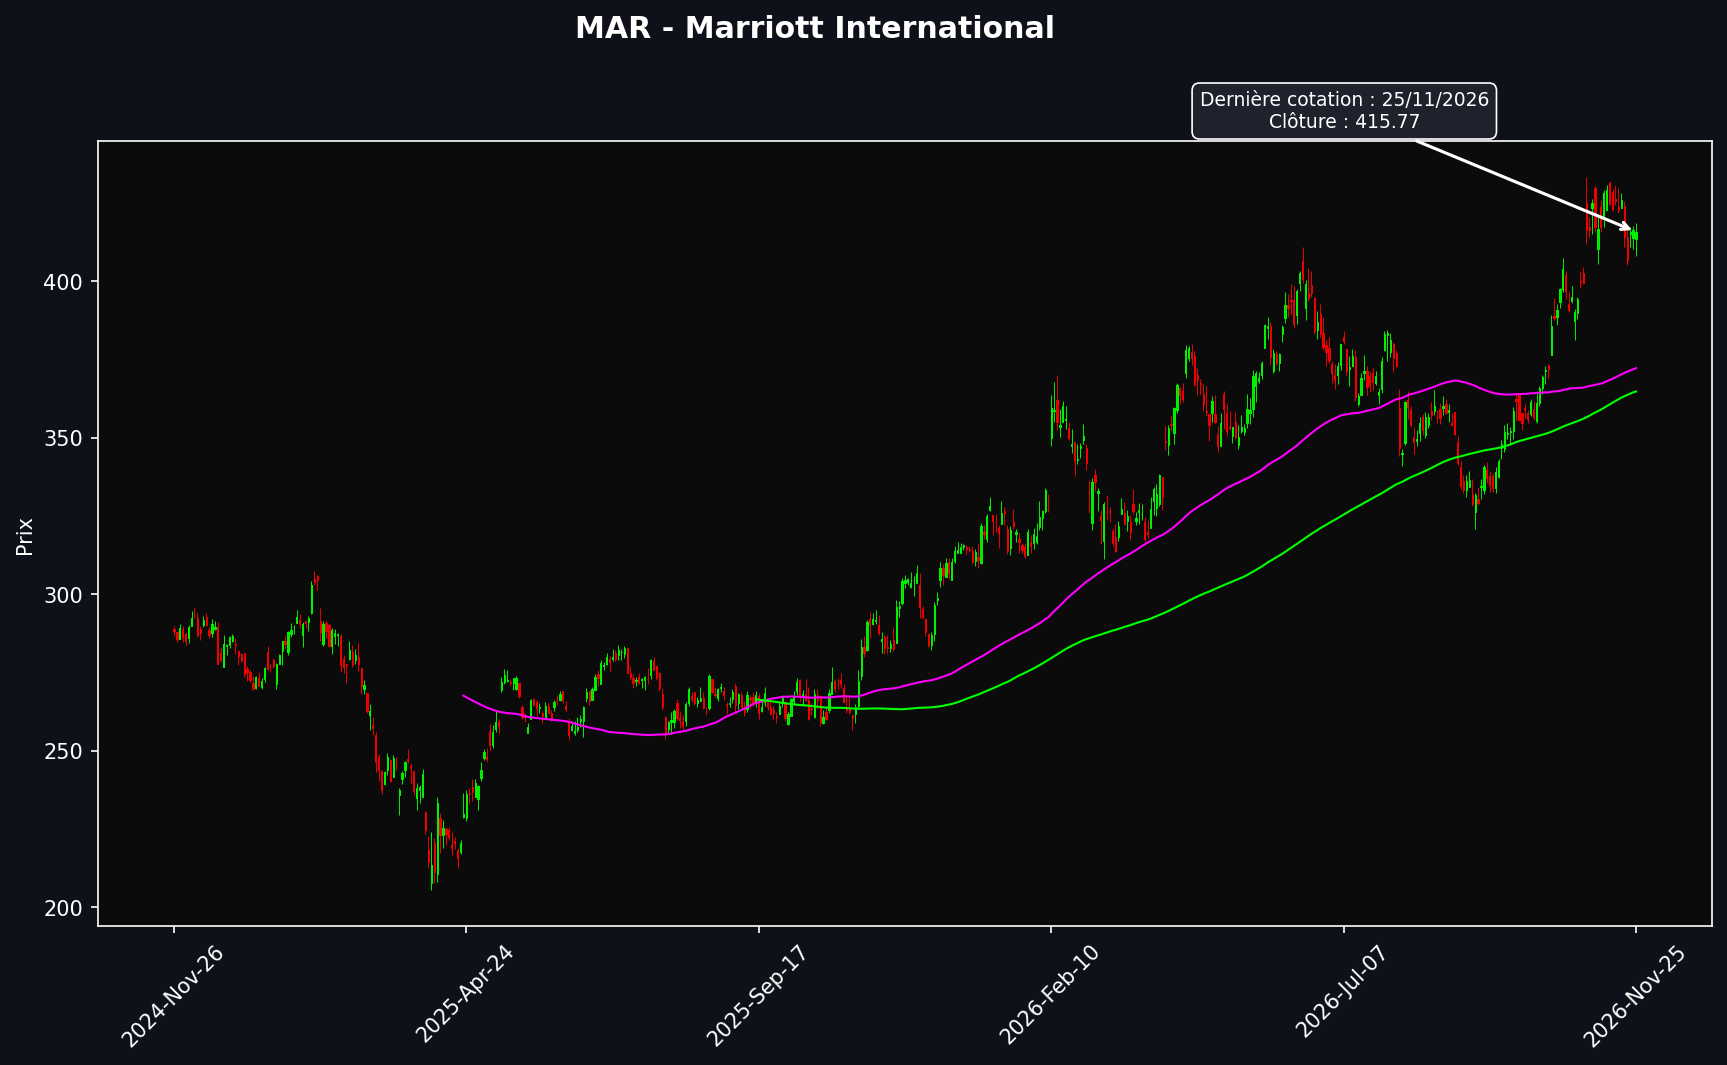 MAR - Marriott International
Dernière cotation : 25/11/2026
Clôture : 415.77
Prix
400
350
300
250
200
2024-Nov-26
2025-Apr-24
2025-Sep-17
2026-Feb-10
2026-Jul-07
2026-Nov-25